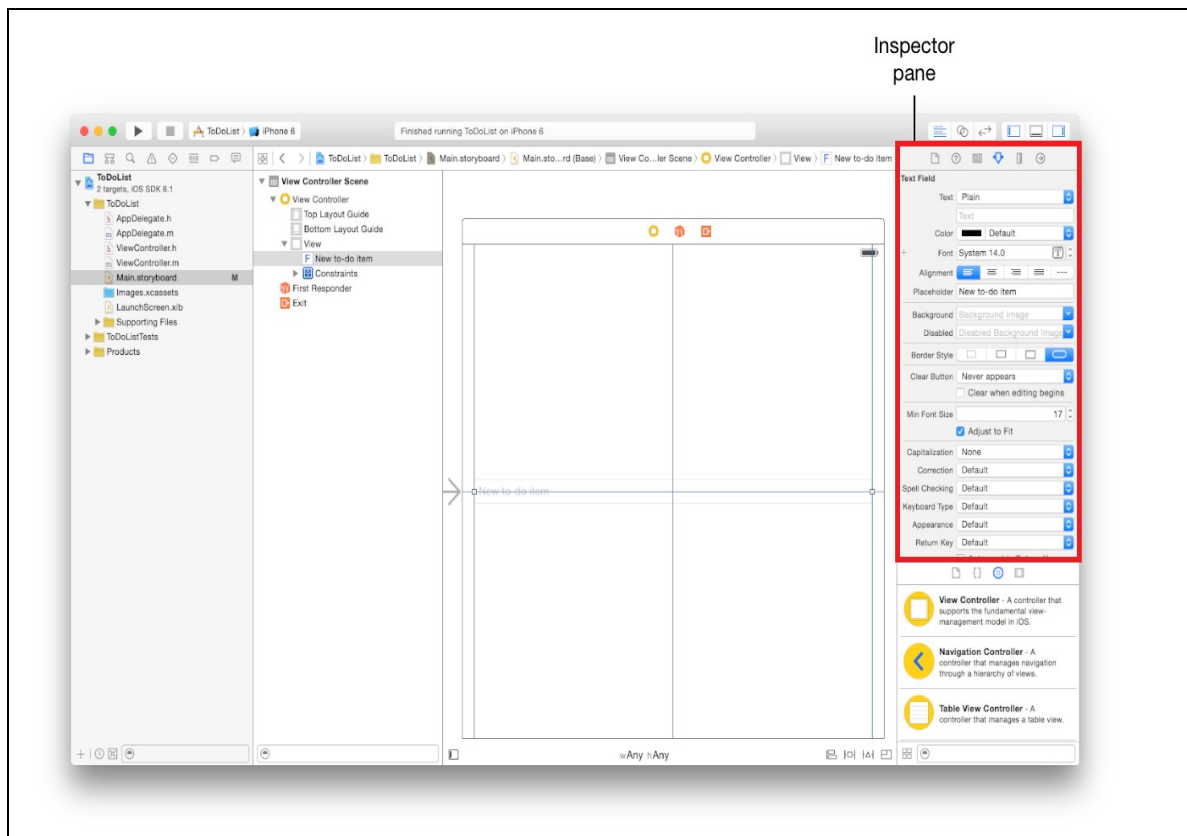 Inspector
pane
ToDoList
iPhone 6
Finished running ToDoList on iPhone 6
ToDoList
2 targets, iOS SDK 8.1
ToDoList
AppDelegate.h
AppDelegate.m
ViewController.h
ViewController.m
Main.storyboard M
Images.xcassets
LaunchScreen.xib
Supporting Files
ToDoListTests
Products
ToDoList ToDoList Main.storyboard Main.sto...rd (Base) View Co...ler Scene View Controller View F New to-do item
View Controller Scene
View Controller
Top Layout Guide
Bottom Layout Guide
View
F New to-do item
Constraints
First Responder
Exit
New to-do item
wAny hAny
Text Field
Text Plain
Text
Color Default
+ Font System 14.0 T
Alignment ---
Placeholder New to-do item
Background Background Image
Disabled Disabled Background Image
Border Style
Clear Button Never appears
Clear when editing begins
Min Font Size 17
Adjust to Fit
Capitalization None
Correction Default
Spell Checking Default
Keyboard Type Default
Appearance Default
Return Key Default
{}
View Controller - A controller that
supports the fundamental view-
management model in iOS.
Navigation Controller - A
controller that manages navigation
through a hierarchy of views.
Table View Controller - A
controller that manages a table view.